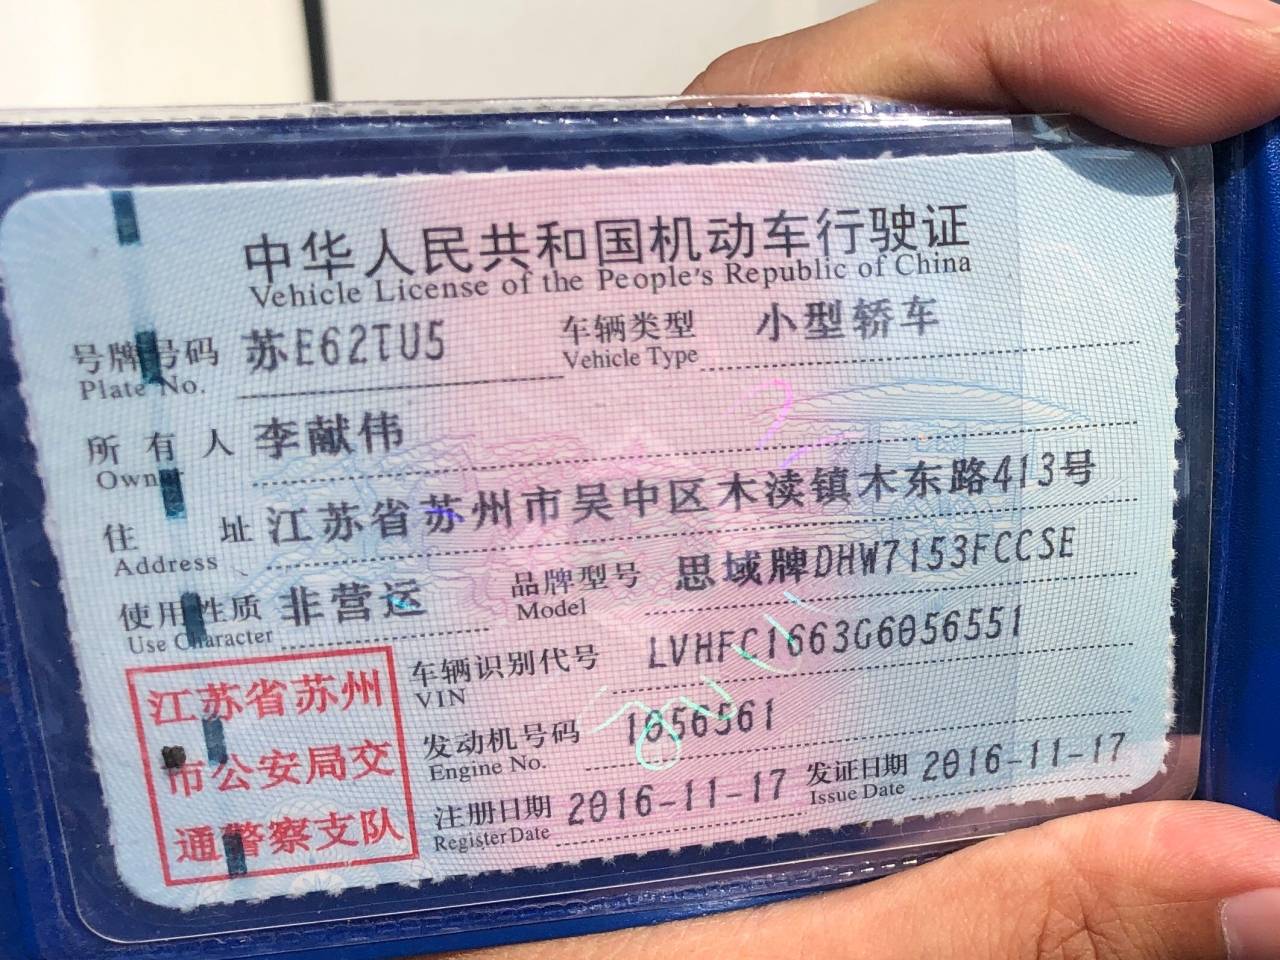 中华人民共和国机动车行驶证
Vehicle License of the People's Republic of China
号牌号码 苏E62TU5 车辆类型 小型轿车
Plate No. Vehicle Type
所有人 李献伟
Owner
住址 江苏省苏州市吴中区木渎镇木东路413号
Address
使用性质 非营运 品牌型号 思域牌DHW7153FCCSE
Use Character Model
车辆识别代号 LVHFC1663G6056551
VIN
发动机号码 1056561
Engine No.
注册日期 2016-11-17 发证日期 2016-11-17
Register Date Issue Date
江苏省苏州
市公安局交
通警察支队